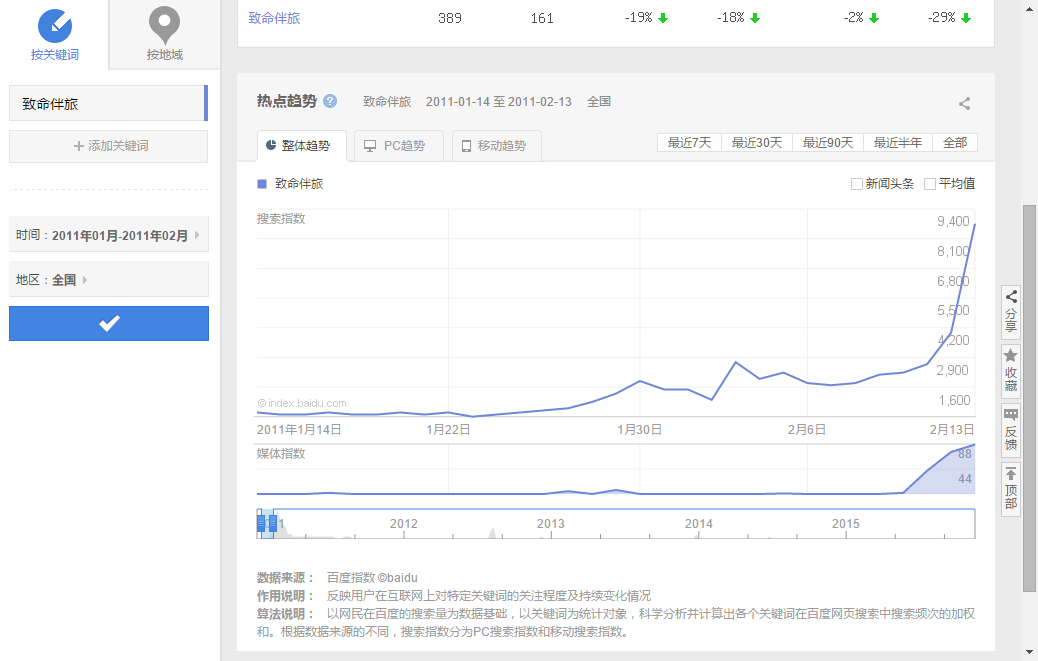 按关键词
按地域
致命伴旅
+ 添加关键词
时间：2011年01月-2011年02月
地区：全国
致命伴旅 389 161 -19% -18% -2% -29%
热点趋势 ? 致命伴旅 2011-01-14 至 2011-02-13 全国
整体趋势 PC趋势 移动趋势 最近7天 最近30天 最近90天 最近半年 全部
致命伴旅 新闻头条 平均值
搜索指数
9,400
8,100
6,800
5,500
4,200
2,900
1,600
© index.baidu.com
2011年1月14日 1月22日 1月30日 2月6日 2月13日
媒体指数
88
44
2012 2013 2014 2015
数据来源： 百度指数 ©baidu
作用说明： 反映用户在互联网上对特定关键词的关注程度及持续变化情况
算法说明： 以网民在百度的搜索量为数据基础，以关键词为统计对象，科学分析并计算出各个关键词在百度网页搜索中搜索频次的加权
和。根据数据来源的不同，搜索指数分为PC搜索指数和移动搜索指数。
分享
收藏
反馈
顶部